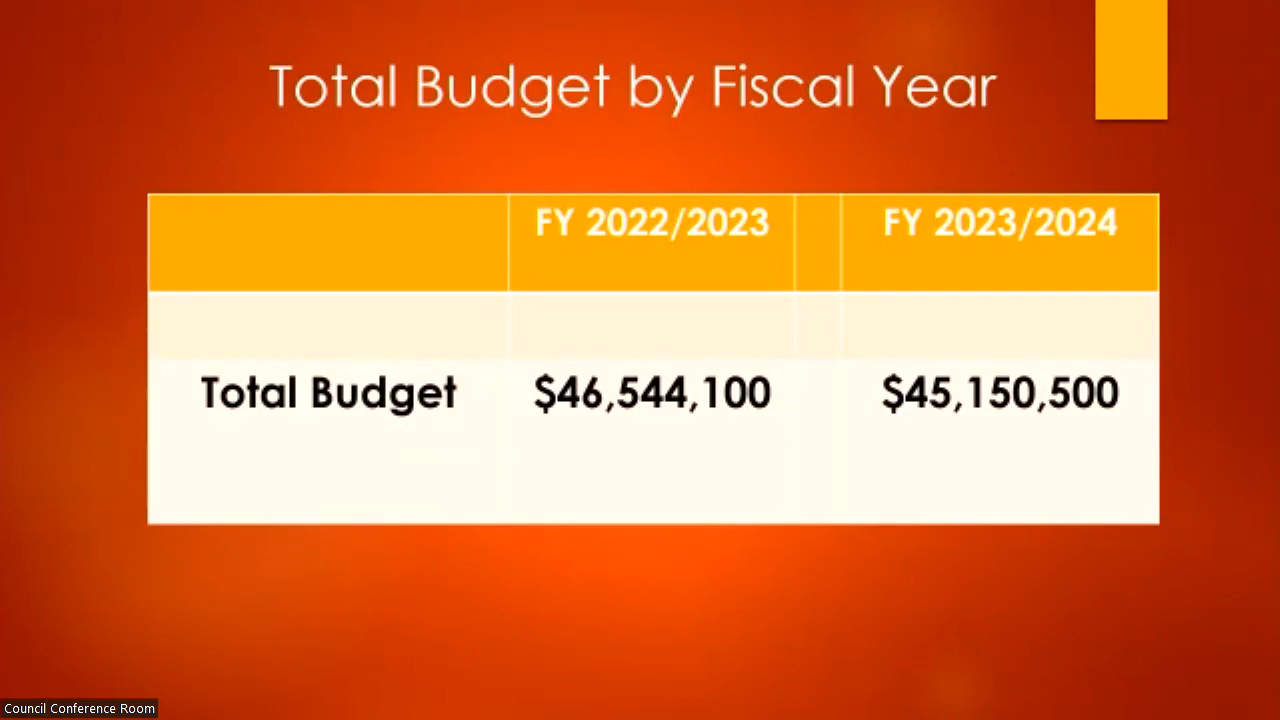 Total Budget by Fiscal Year
FY 2022/2023 FY 2023/2024
Total Budget $46,544,100 $45,150,500
Council Conference Room